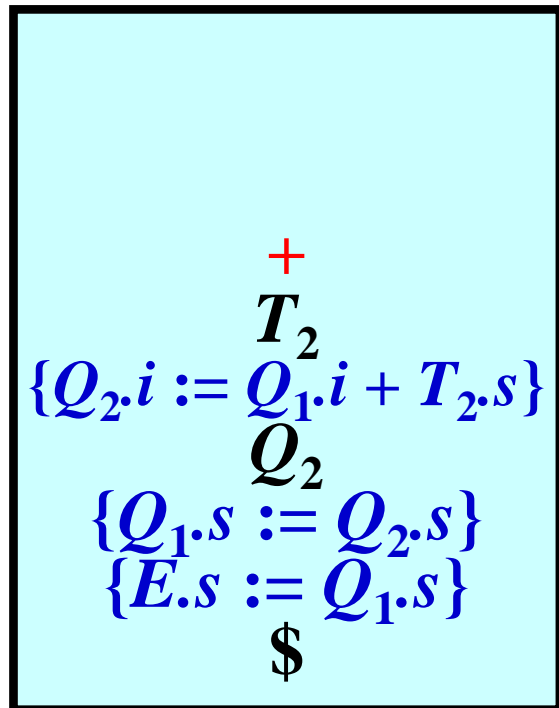 +
T₂
{Q₂.i := Q₁.i + T₂.s}
Q₂
{Q₁.s := Q₂.s}
{E.s := Q₁.s}
$